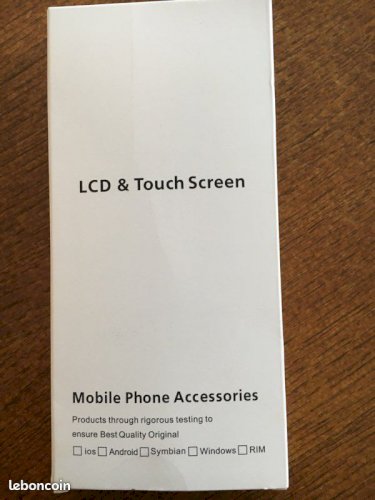 LCD & Touch Screen
Mobile Phone Accessories
Products through rigorous testing to
ensure Best Quality Original
☐ ios ☐ Android ☐ Symbian ☐ Windows ☐ RIM
leboncoin